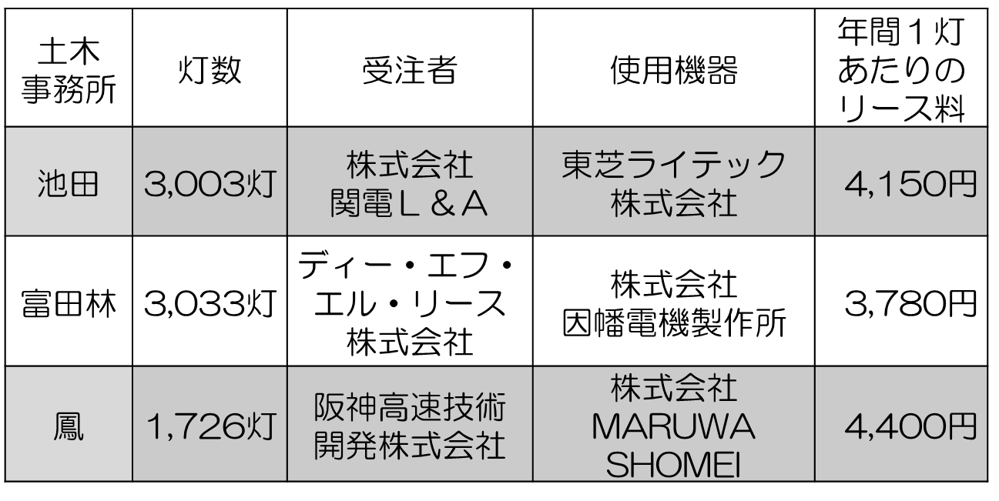 土木
事務所
灯数
受注者
使用機器
年間１灯
あたりの
リース料
池田
3,003灯
株式会社
関電Ｌ＆Ａ
東芝ライテック
株式会社
4,150円
富田林
3,033灯
ディー・エフ・
エル・リース
株式会社
株式会社
因幡電機製作所
3,780円
鳳
1,726灯
阪神高速技術
開発株式会社
株式会社
MARUWA
SHOMEI
4,400円